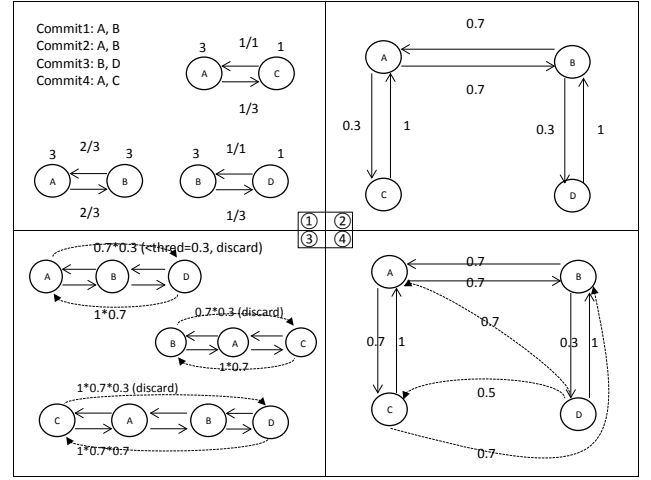 Commit1: A, B
Commit2: A, B
Commit3: B, D
Commit4: A, C
3 1/1 1
A C
1/3
2/3
3 3
A B
2/3
1/1
3 1
B D
1/3
0.7
A B
0.7
0.3 1 0.3 1
C D
① ②
③ ④
0.7*0.3 (<thred=0.3, discard)
A B D
1*0.7
0.7*0.3 (discard)
B A C
1*0.7
1*0.7*0.3 (discard)
C A B D
1*0.7*0.7
0.7
A B
0.7
0.7
0.7 1 0.3 1
0.5
C D
0.7